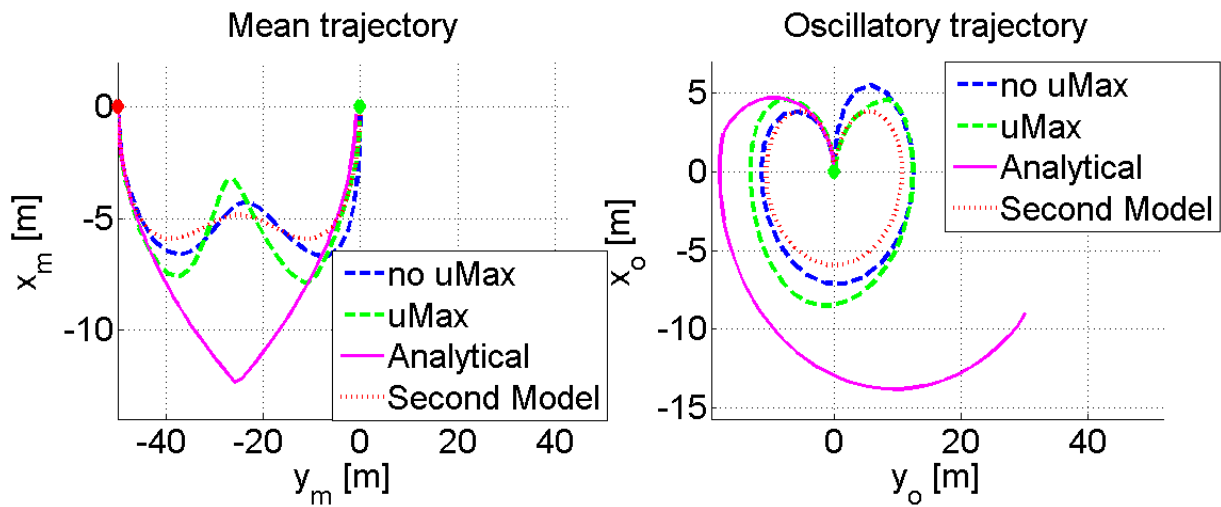 Mean trajectory
0
-5
-10
x_m [m]
-40
-20
0
20
40
y_m [m]
no uMax
uMax
Analytical
Second Model
Oscillatory trajectory
5
0
-5
-10
-15
x_o [m]
0
20
40
y_o [m]
no uMax
uMax
Analytical
Second Model